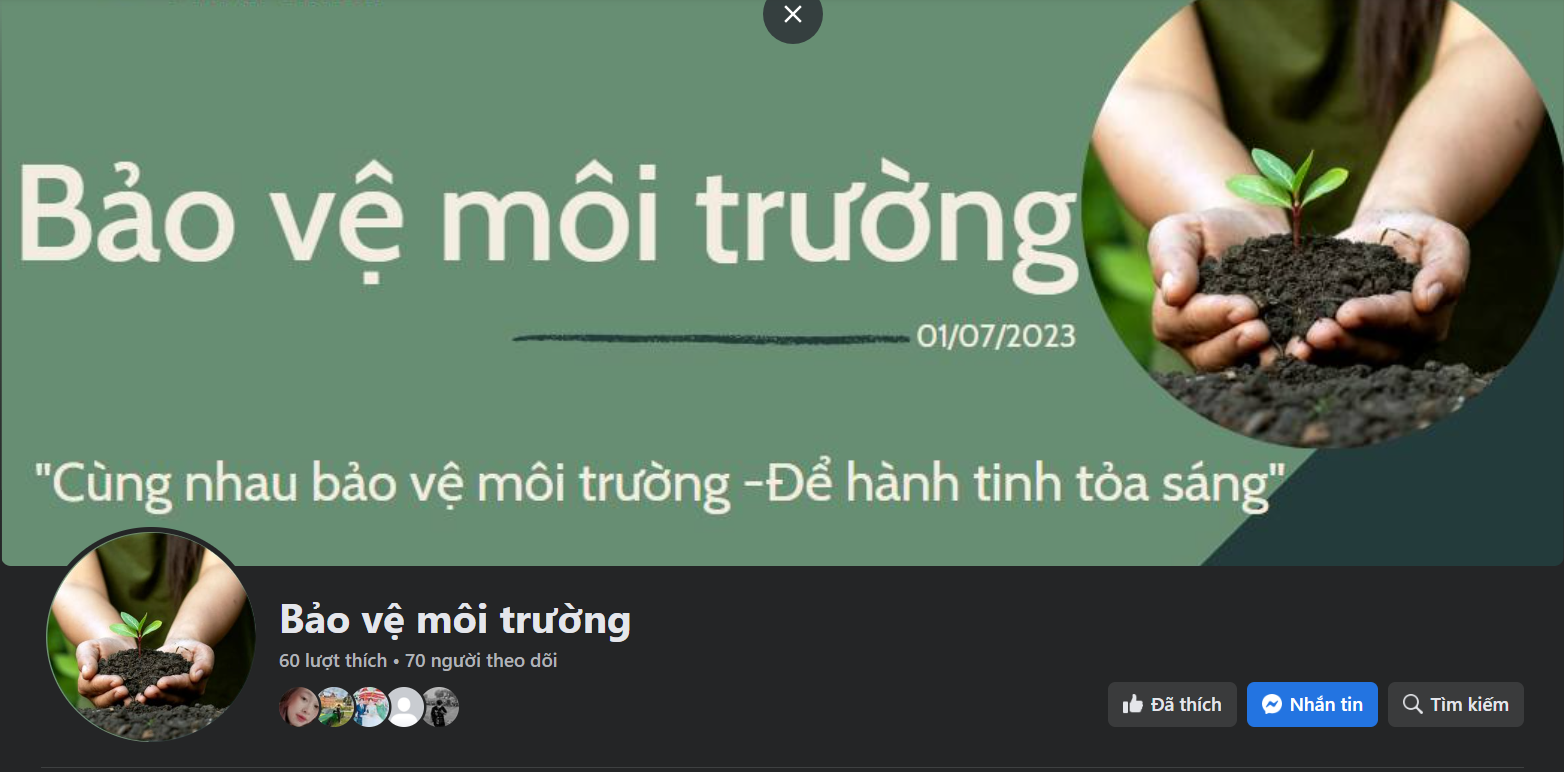 Bảo vệ môi trường
01/07/2023
"Cùng nhau bảo vệ môi trường -Để hành tinh tỏa sáng"
Bảo vệ môi trường
60 lượt thích • 70 người theo dõi
Đã thích
Nhắn tin
Tìm kiếm